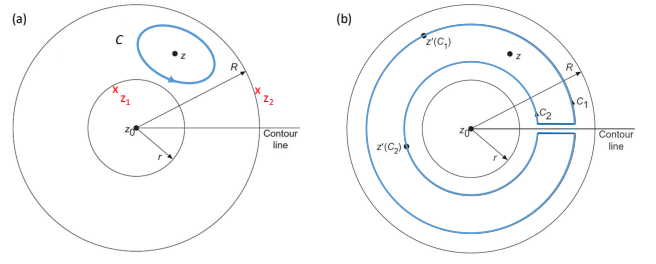 (a)
C
z
R
x
z₁
x
z₂
z₀
r
Contour
line
(b)
z′(C₁)
z
R
C₁
C₂
z₀
z′(C₂)
r
Contour
line